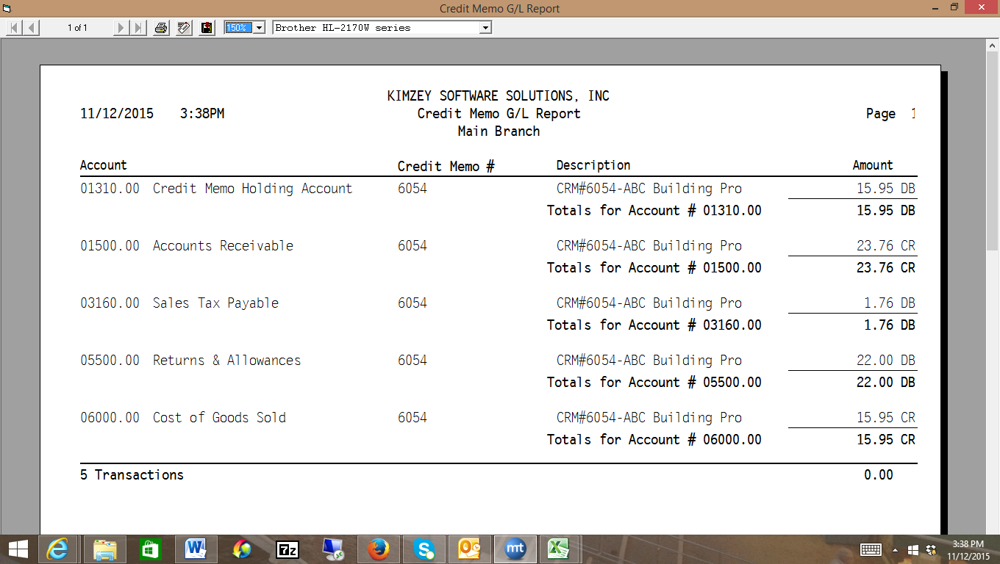 Credit Memo G/L Report
1 of 1 150% Brother HL-2170W series
KIMZEY SOFTWARE SOLUTIONS, INC
11/12/2015 3:38PM Credit Memo G/L Report Page 1
Main Branch
Account Credit Memo # Description Amount
01310.00 Credit Memo Holding Account 6054 CRM#6054-ABC Building Pro 15.95 DB
Totals for Account # 01310.00 15.95 DB
01500.00 Accounts Receivable 6054 CRM#6054-ABC Building Pro 23.76 CR
Totals for Account # 01500.00 23.76 CR
03160.00 Sales Tax Payable 6054 CRM#6054-ABC Building Pro 1.76 DB
Totals for Account # 03160.00 1.76 DB
05500.00 Returns & Allowances 6054 CRM#6054-ABC Building Pro 22.00 DB
Totals for Account # 05500.00 22.00 DB
06000.00 Cost of Goods Sold 6054 CRM#6054-ABC Building Pro 15.95 CR
Totals for Account # 06000.00 15.95 CR
5 Transactions 0.00
7z mt
3:38 PM
11/12/2015